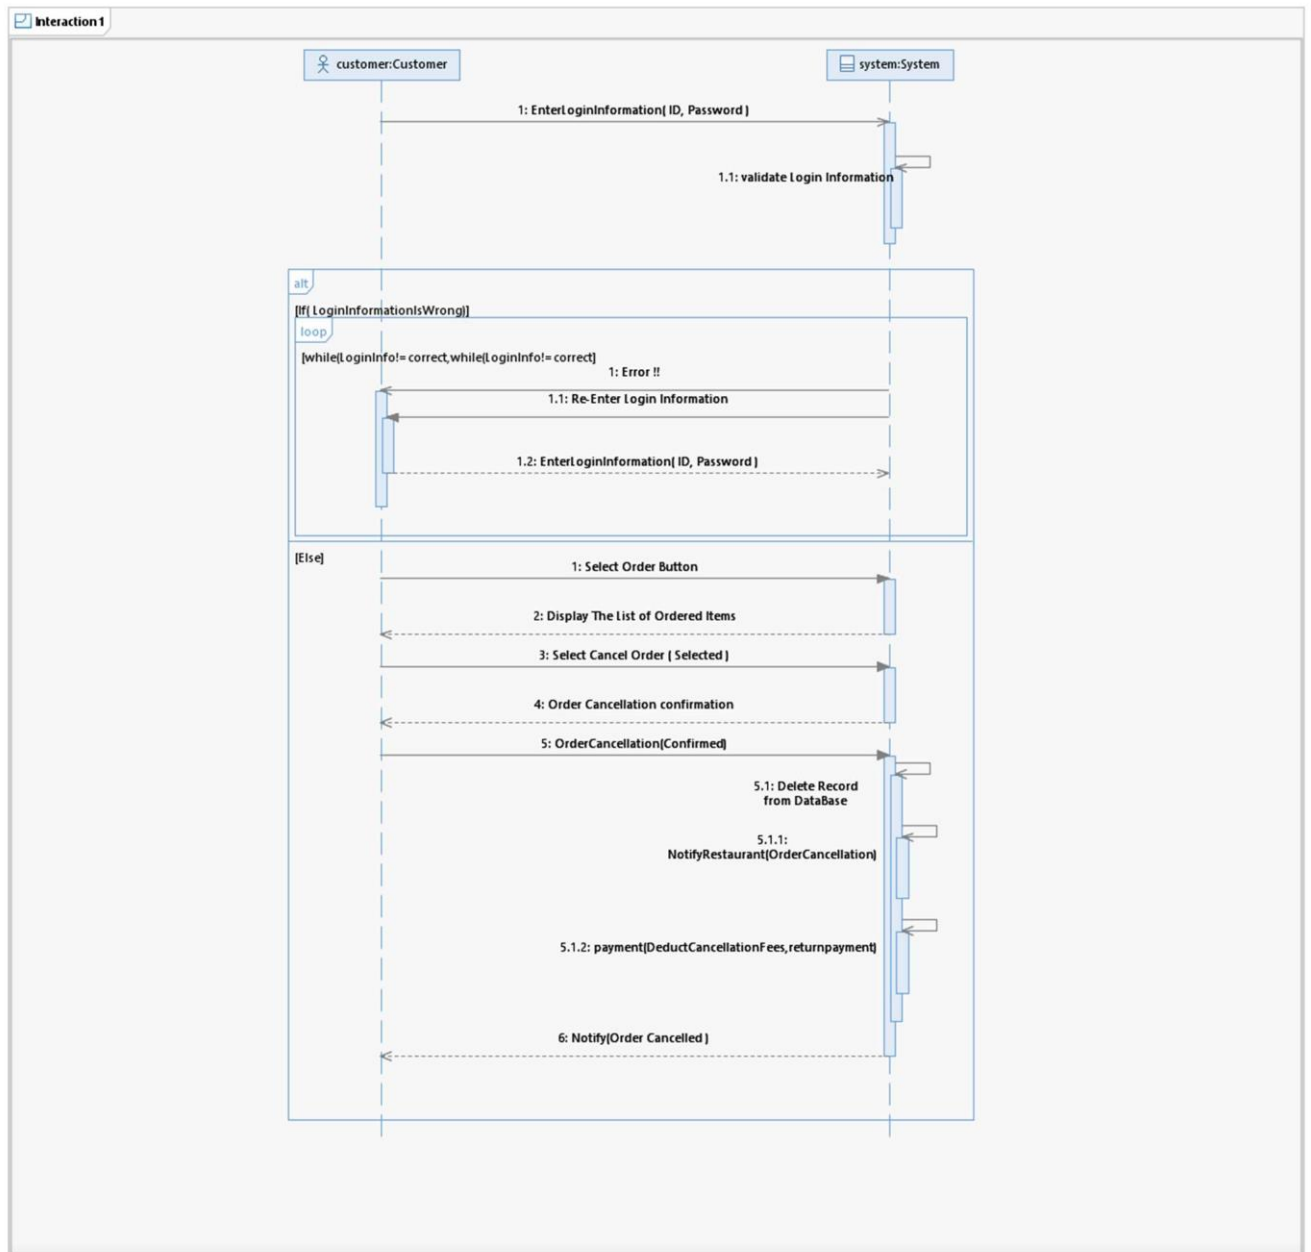 Interaction1
customer:Customer
system:System
1: EnterLoginInformation( ID, Password )
1.1: validate Login Information
alt
[If( LoginInformationIsWrong)]
loop
[while(LoginInfo!= correct,while(LoginInfo!= correct]
1: Error !!
1.1: Re-Enter Login Information
1.2: EnterLoginInformation( ID, Password )
[Else]
1: Select Order Button
2: Display The List of Ordered Items
3: Select Cancel Order ( Selected )
4: Order Cancellation confirmation
5: OrderCancellation(Confirmed)
5.1: Delete Record
from DataBase
5.1.1:
NotifyRestaurant(OrderCancellation)
5.1.2: payment(DeductCancellationFees,returnpayment)
6: Notify(Order Cancelled )